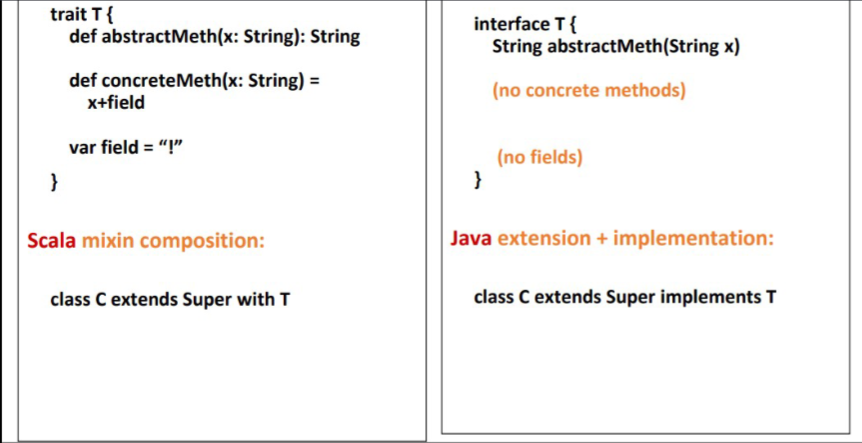 trait T {
def abstractMeth(x: String): String
def concreteMeth(x: String) =
x+field
var field = “!”
}
Scala mixin composition:
class C extends Super with T
interface T {
String abstractMeth(String x)
(no concrete methods)
(no fields)
}
Java extension + implementation:
class C extends Super implements T